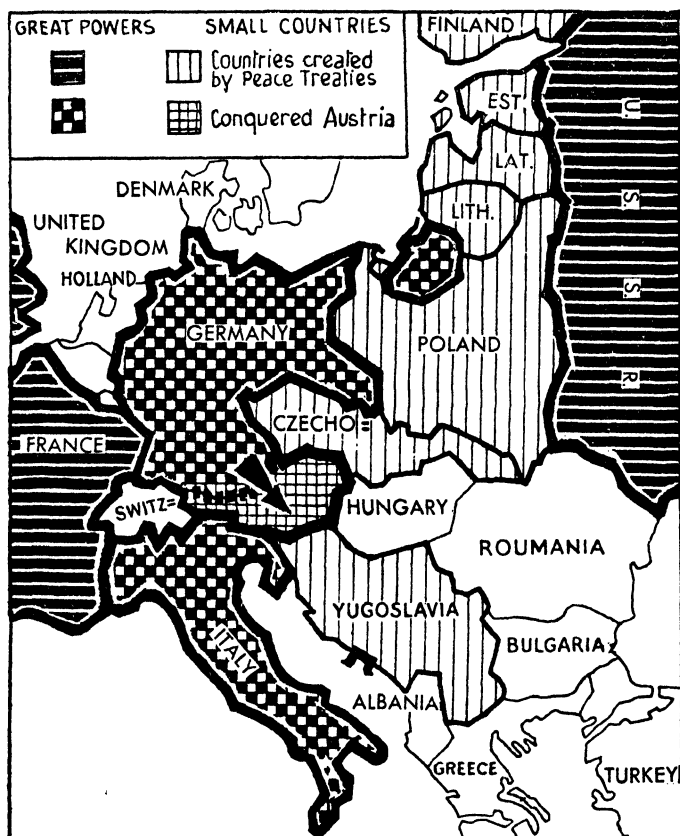 GREAT POWERS
SMALL COUNTRIES
Countries created
by Peace Treaties
Conquered Austria
FINLAND
EST.
LAT.
LITH.
U.
S.
S.
R.
DENMARK
UNITED
KINGDOM
HOLLAND
GERMANY
POLAND
FRANCE
CZECHO=
SWITZ=
HUNGARY
ROUMANIA
YUGOSLAVIA
ITALY
BULGARIA
ALBANIA
GREECE
TURKEY